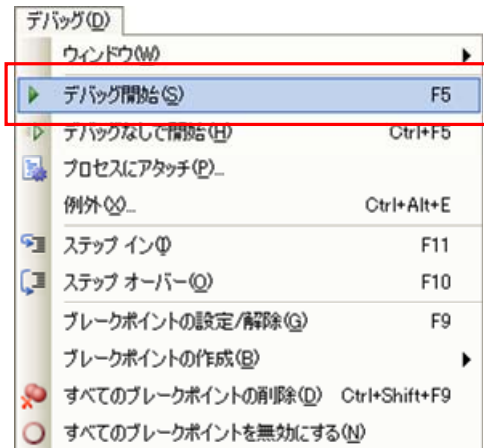 デバッグ(D)
ウィンドウ(W)
デバッグ開始(S) F5
デバッグなしで開始(H) Ctrl+F5
プロセスにアタッチ(P)...
例外(X)... Ctrl+Alt+E
ステップ イン(I) F11
ステップ オーバー(O) F10
ブレークポイントの設定/解除(G) F9
ブレークポイントの作成(B)
すべてのブレークポイントの削除(D) Ctrl+Shift+F9
すべてのブレークポイントを無効にする(N)